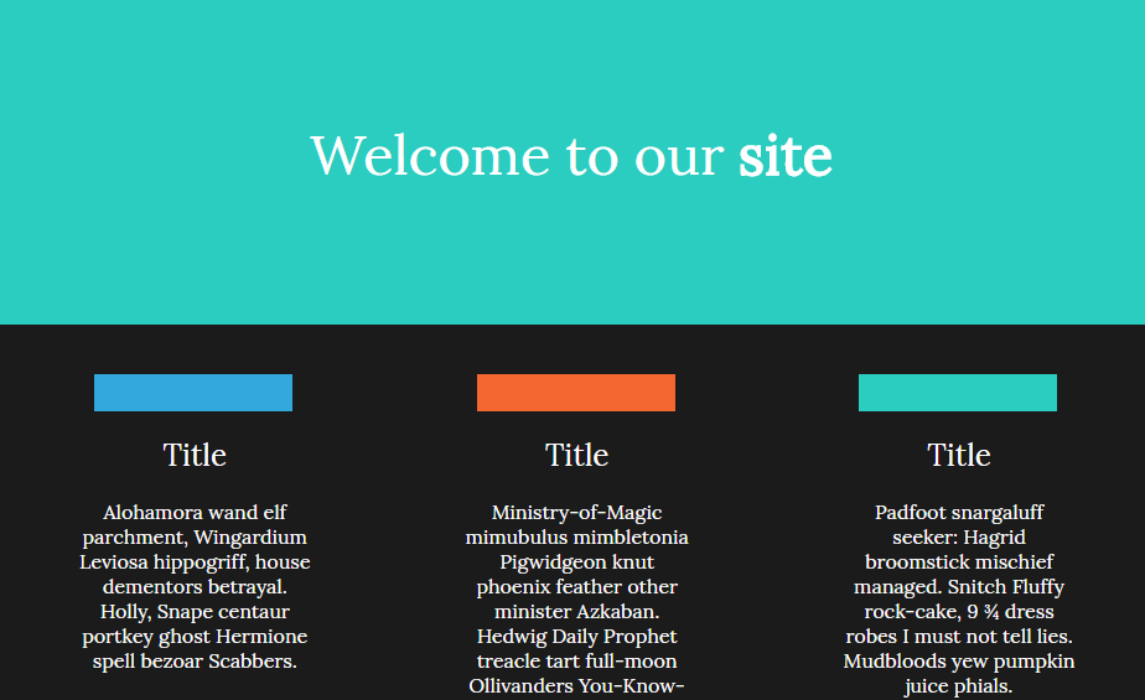 Welcome to our site
Title
Alohamora wand elf
parchment, Wingardium
Leviosa hippogriff, house
dementors betrayal.
Holly, Snape centaur
portkey ghost Hermione
spell bezoar Scabbers.
Title
Ministry-of-Magic
mimubulus mimbletonia
Pigwidgeon knut
phoenix feather other
minister Azkaban.
Hedwig Daily Prophet
treacle tart full-moon
Ollivanders You-Know-
Title
Padfoot snargaluff
seeker: Hagrid
broomstick mischief
managed. Snitch Fluffy
rock-cake, 9 ¾ dress
robes I must not tell lies.
Mudbloods yew pumpkin
juice phials.